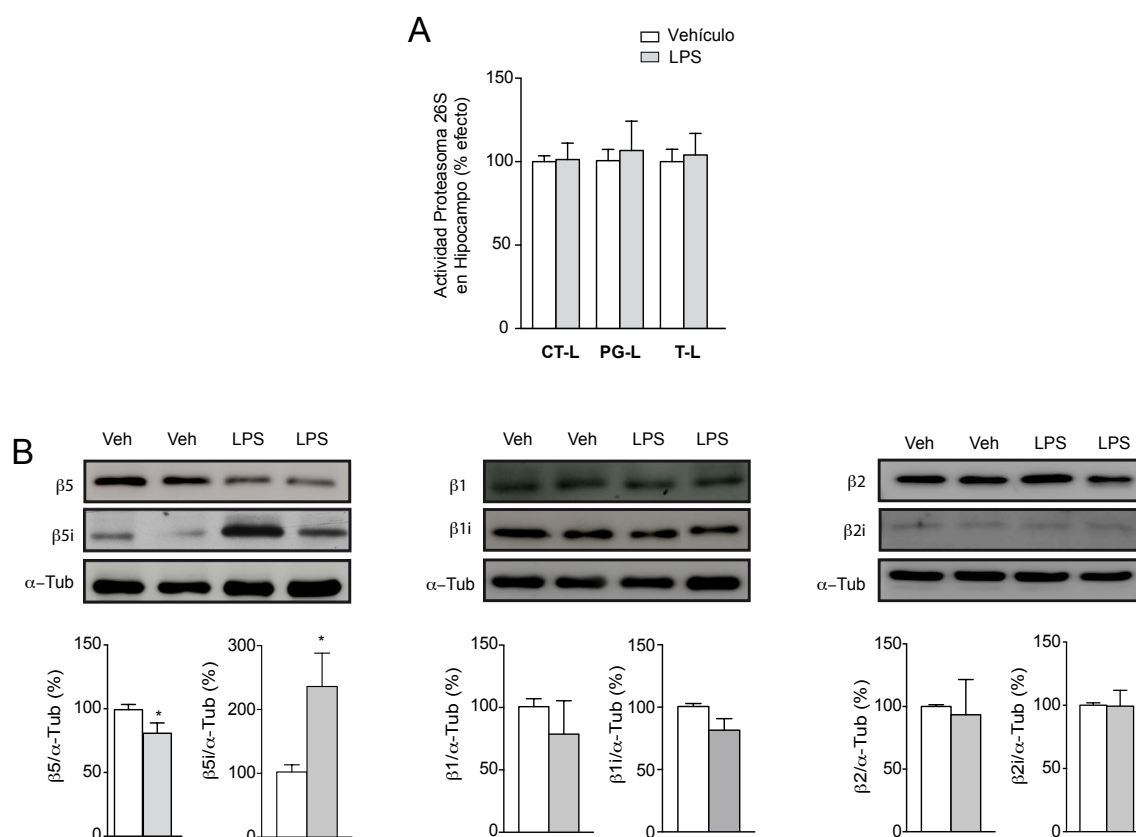 A
Vehículo
LPS
Actividad Proteasoma 26S
en Hipocampo (% efecto)
150
100
50
0
CT-L PG-L T-L
B
Veh Veh LPS LPS
β5
β5i
α–Tub
Veh Veh LPS LPS
β1
β1i
α–Tub
Veh Veh LPS LPS
β2
β2i
α–Tub
β5/α-Tub (%)
150
100
50
0
*
β5i/α-Tub (%)
300
200
100
0
*
β1/α-Tub (%)
150
100
50
0
β1i/α-Tub (%)
150
100
50
0
β2/α-Tub (%)
150
100
50
0
β2i/α-Tub (%)
150
100
50
0